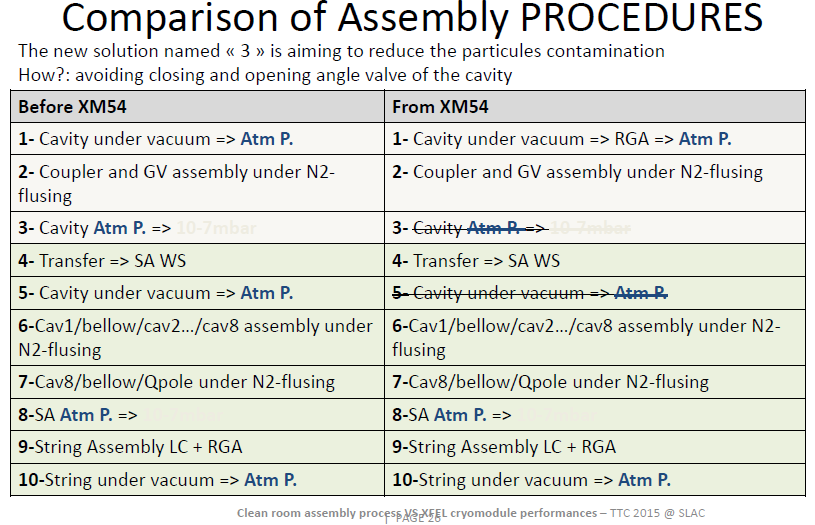 Comparison of Assembly PROCEDURES
The new solution named « 3 » is aiming to reduce the particules contamination
How?: avoiding closing and opening angle valve of the cavity
Before XM54
From XM54
1- Cavity under vacuum => Atm P.
1- Cavity under vacuum => RGA => Atm P.
2- Coupler and GV assembly under N2-
flusing
2- Coupler and GV assembly under N2-flusing
3- Cavity Atm P. => 10-7mbar
3- Cavity Atm P. => 10-7mbar
4- Transfer => SA WS
4- Transfer => SA WS
5- Cavity under vacuum => Atm P.
5- Cavity under vacuum => Atm P.
6-Cav1/bellow/cav2…/cav8 assembly under
N2-flusing
6-Cav1/bellow/cav2…/cav8 assembly under N2-
flusing
7-Cav8/bellow/Qpole under N2-flusing
7-Cav8/bellow/Qpole under N2-flusing
8-SA Atm P. => 10-7mbar
8-SA Atm P. => 10-7mbar
9-String Assembly LC + RGA
9-String Assembly LC + RGA
10-String under vacuum => Atm P.
10-String under vacuum => Atm P.
Clean room assembly process VS XFEL cryomodule performances – TTC 2015 @ SLAC
| PAGE 26